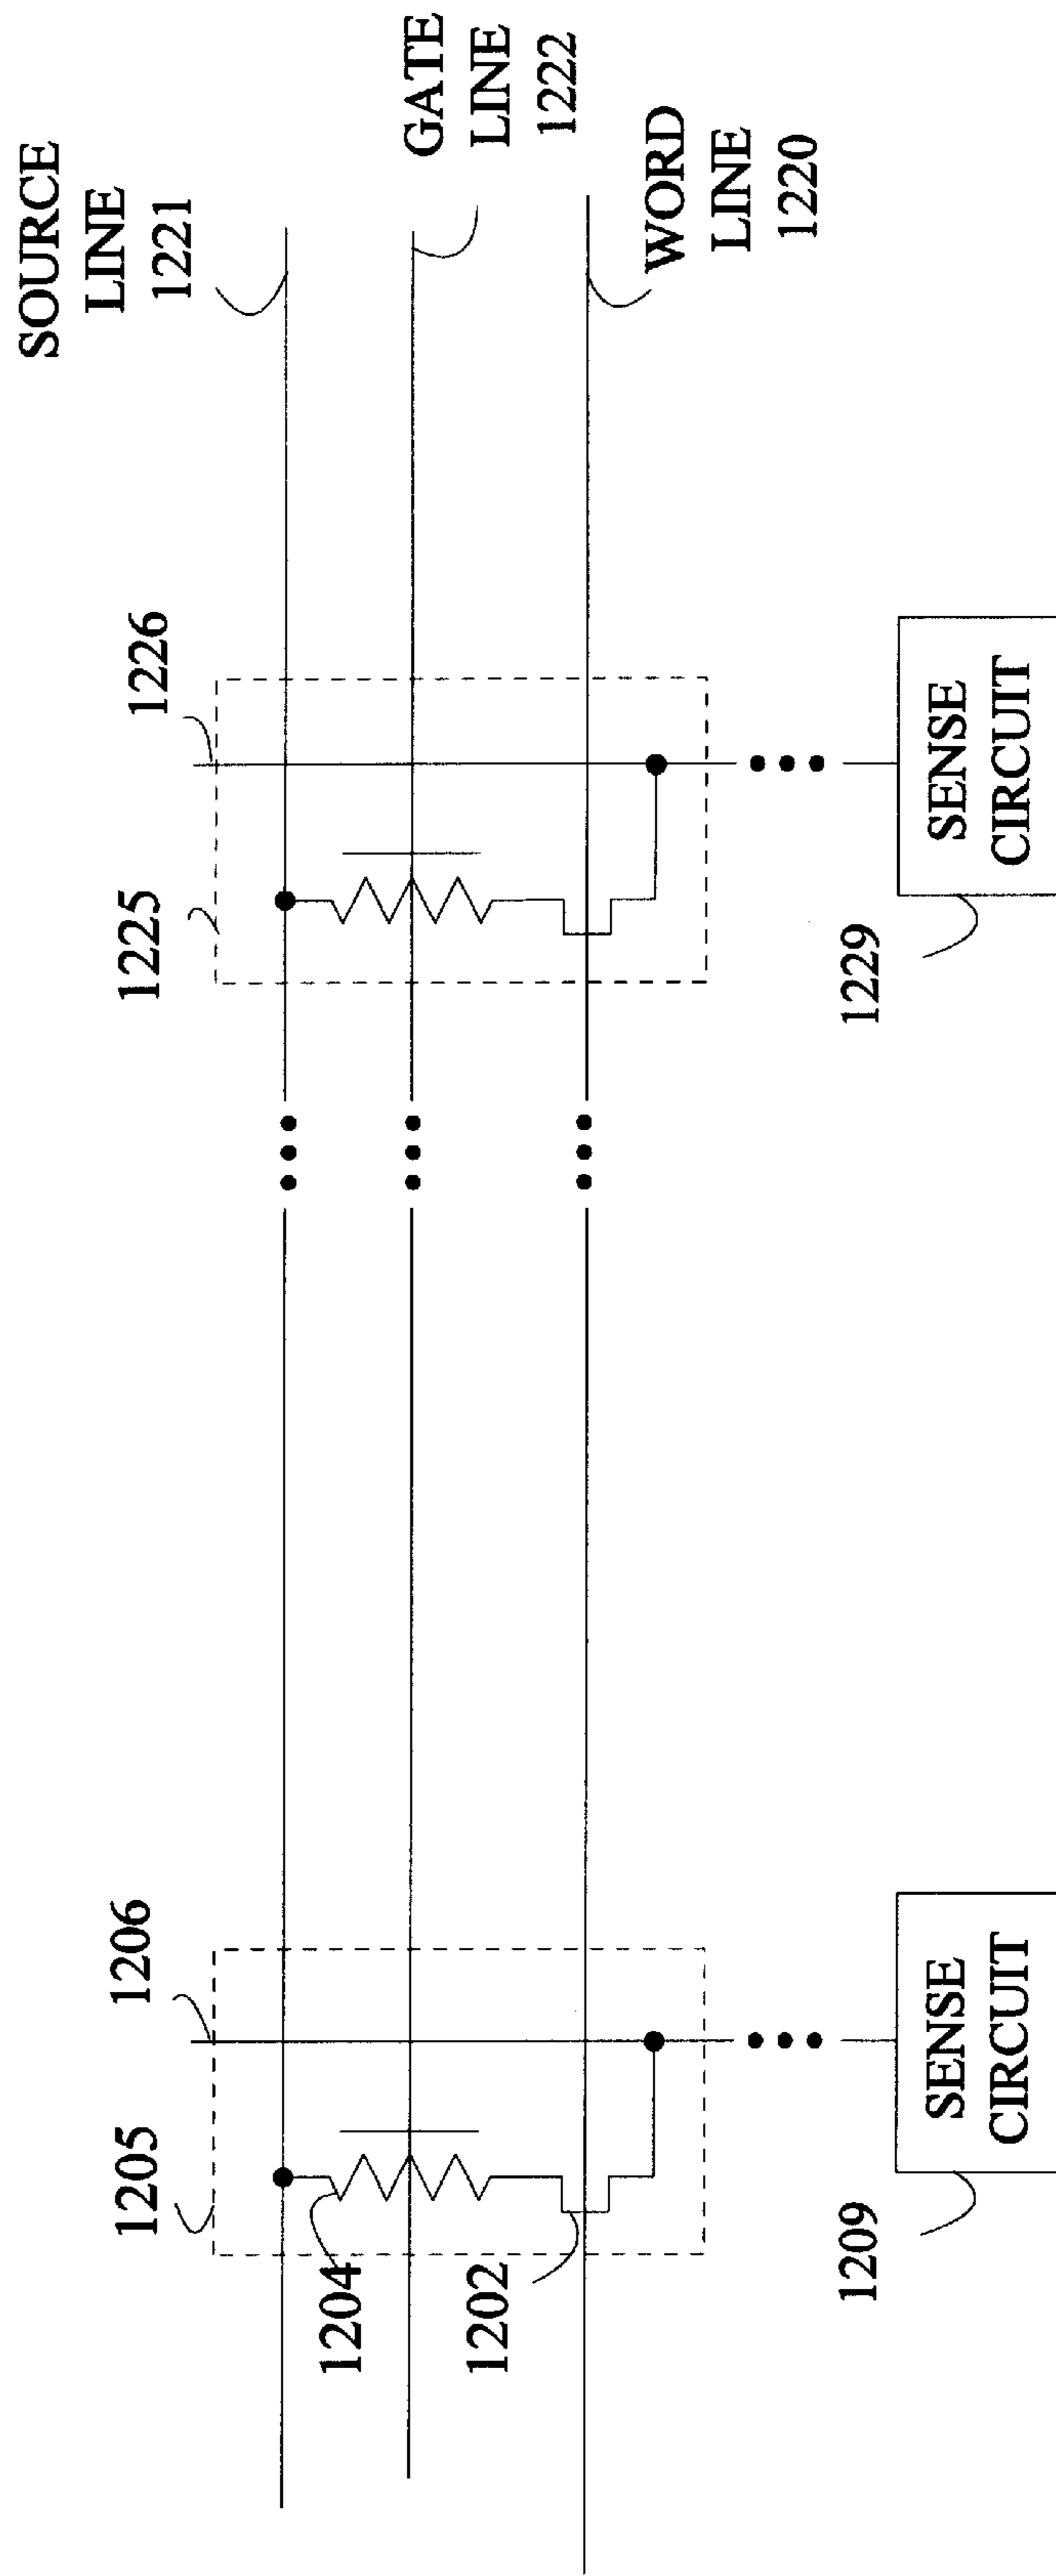 SOURCE
LINE
1221
GATE
LINE
1222
WORD
LINE
1220
1226
1225
SENSE
CIRCUIT
1229
1206
1205
1204
1202
SENSE
CIRCUIT
1209